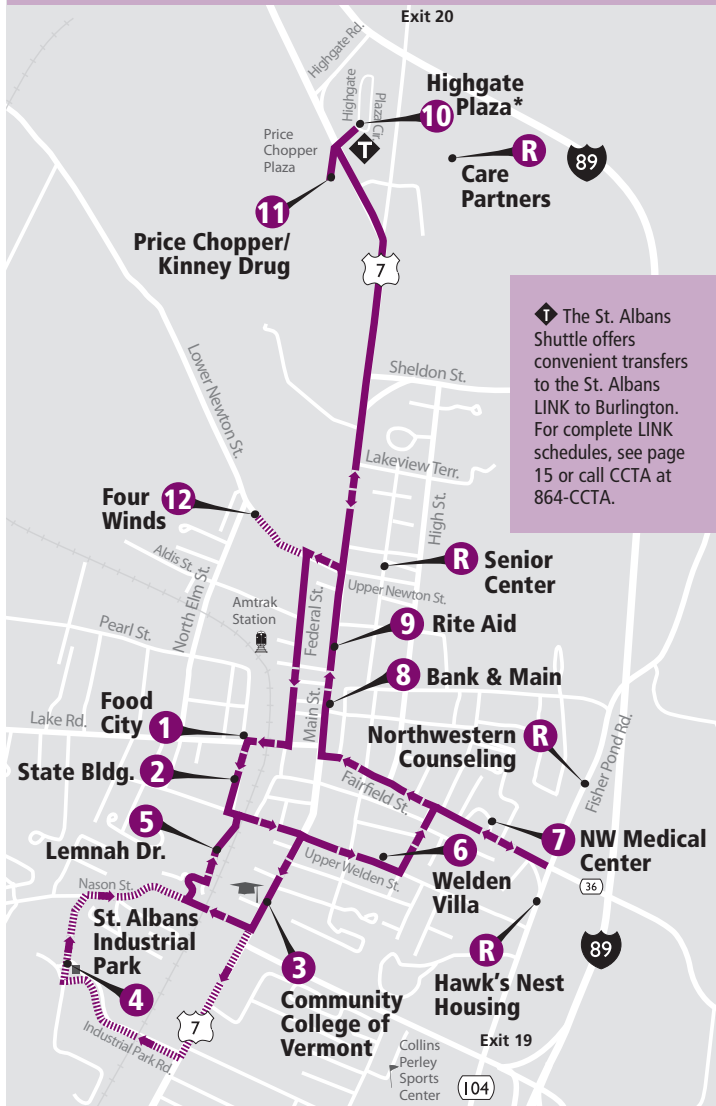 Exit 20
Highgate Rd.
Highgate
Plaza Cir.
Highgate
Plaza*
10
Price
Chopper
Plaza
T
R
Care
Partners
89
11
Price Chopper/
Kinney Drug
7
T The St. Albans
Shuttle offers
convenient transfers
to the St. Albans
LINK to Burlington.
For complete LINK
schedules, see page
15 or call CCTA at
864-CCTA.
Lower Newton St.
Sheldon St.
Lakeview Terr.
High St.
Four
Winds
12
Aldis St.
R Senior
Center
Upper Newton St.
North Elm St.
Amtrak
Station
Federal St.
9 Rite Aid
Pearl St.
Main St.
8 Bank & Main
Food
City
1
Lake Rd.
Northwestern
Counseling
R
Fisher Pond Rd.
State Bldg. 2
Fairfield St.
5
Lemnah Dr.
7 NW Medical
Center
6
Welden
Villa
Upper Welden St.
36
Nason St.
St. Albans
Industrial
Park
4
3
Community
College of
Vermont
R
Hawk's Nest
Housing
89
7
Industrial Park Rd.
Exit 19
Collins
Perley
Sports
Center
104